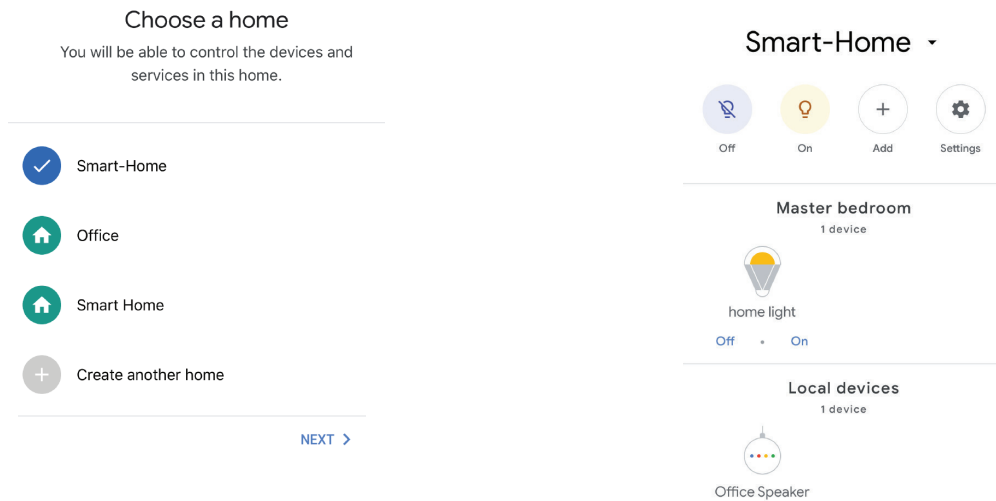 Choose a home
You will be able to control the devices and
services in this home.
Smart-Home
Office
Smart Home
Create another home
NEXT
Smart-Home
Off
On
Add
Settings
Master bedroom
1 device
home light
Off • On
Local devices
1 device
Office Speaker